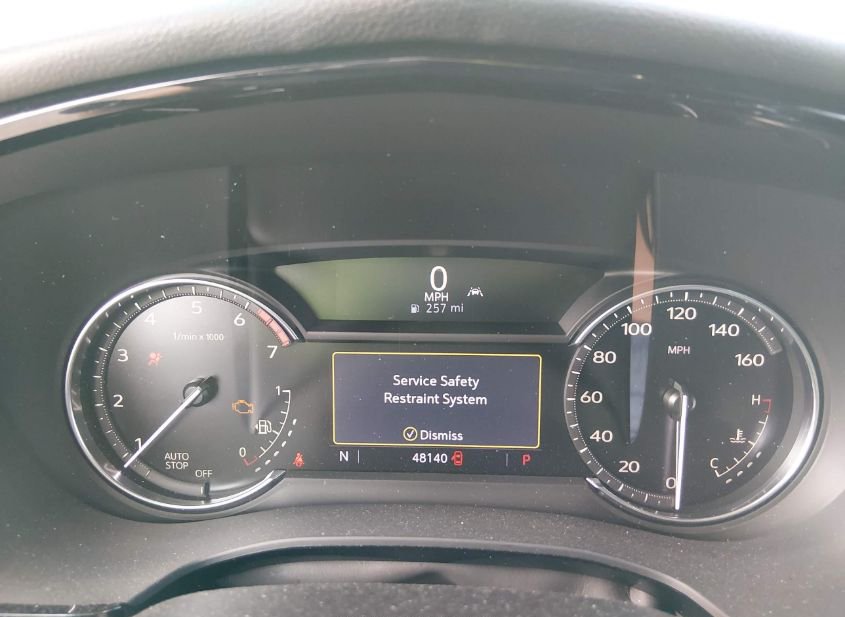 0
MPH
257 mi
1
2
3
4
5
6
7
1/min x 1000
AUTO
STOP
OFF
1
0
Service Safety
Restraint System
Dismiss
N
48140
P
0
20
40
60
80
100
120
140
160
MPH
H
C